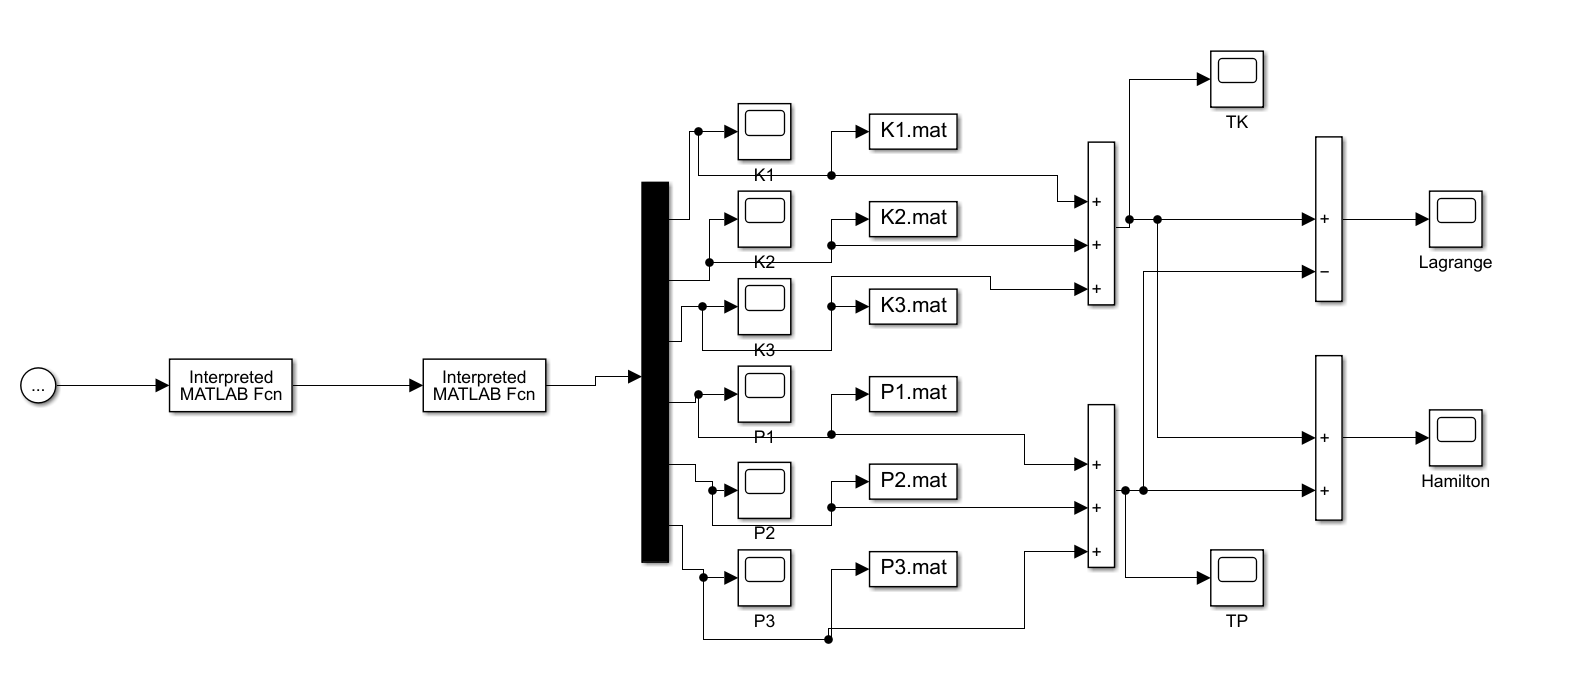 ...
Interpreted
MATLAB Fcn
Interpreted
MATLAB Fcn
K1
K2
K3
P1
P2
P3
K1.mat
K2.mat
K3.mat
P1.mat
P2.mat
P3.mat
+
+
+
+
+
+
TK
TP
+
−
+
+
Lagrange
Hamilton